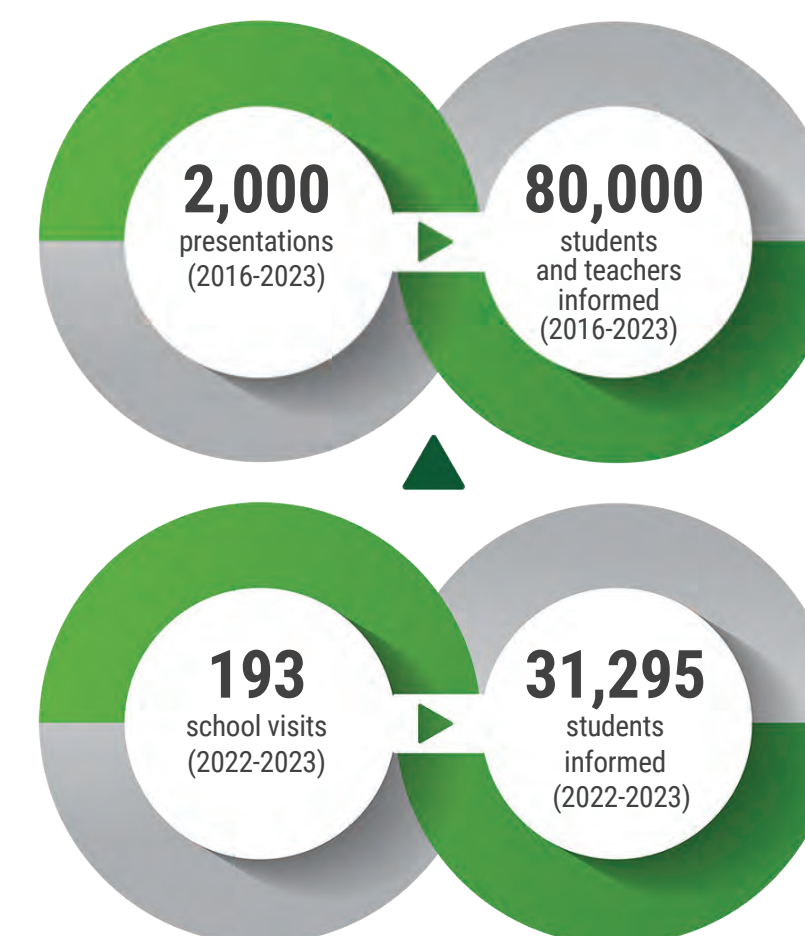 2,000
presentations
(2016-2023)
80,000
students
and teachers
informed
(2016-2023)
193
school visits
(2022-2023)
31,295
students
informed
(2022-2023)